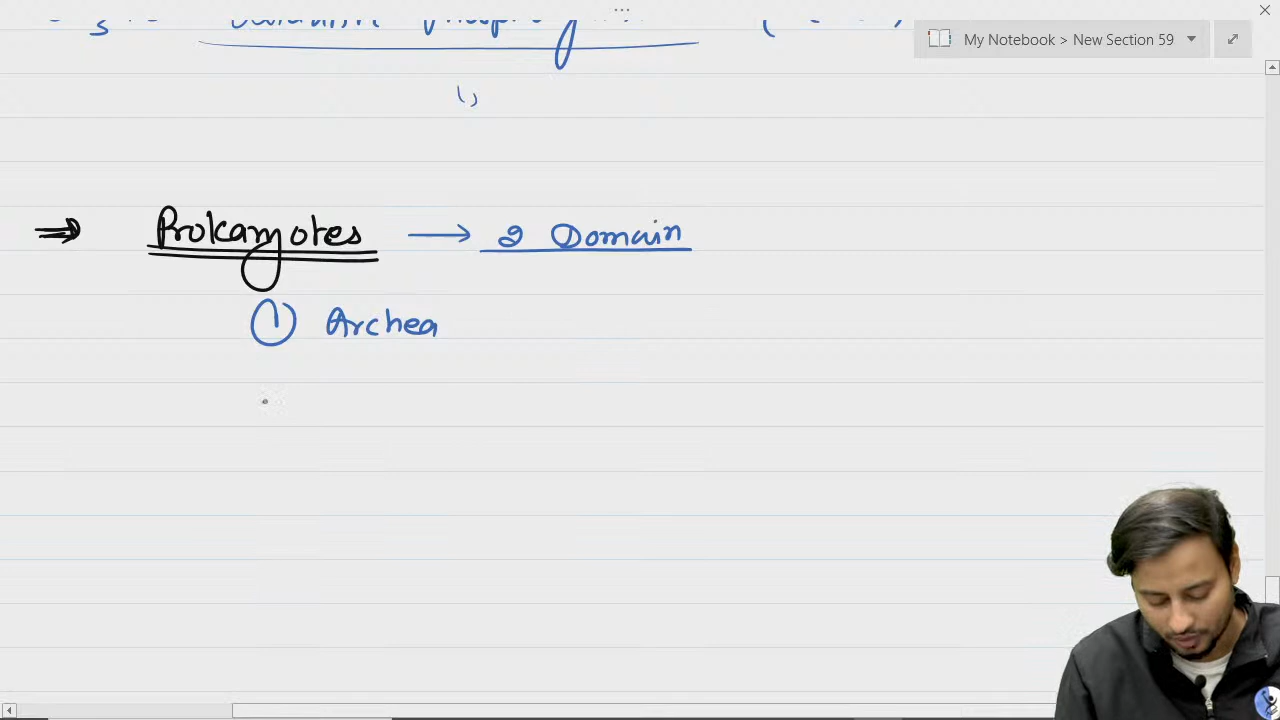 My Notebook > New Section 59
⇒ Prokaryotes → 2 Domain
① Archea